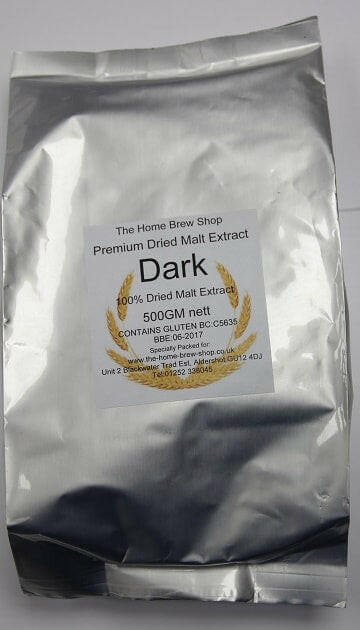 The Home Brew Shop
Premium Dried Malt Extract
Dark
100% Dried Malt Extract
500GM nett
CONTAINS GLUTEN BC:C5635
BBE:06-2017
Specially Packed for:
www.the-home-brew-shop.co.uk
Unit 2 Blackwater Trad Est, Aldershot GU12 4DJ
Tel:01252 338045